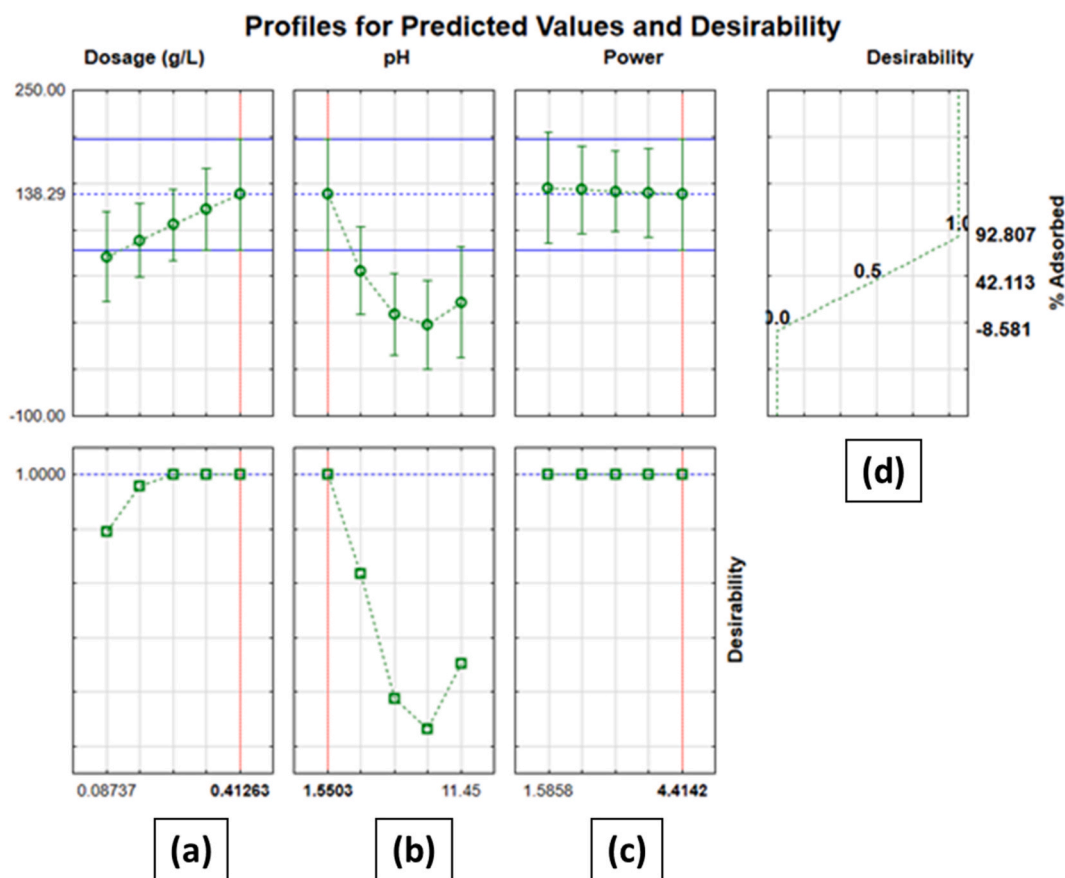 Profiles for Predicted Values and Desirability
Dosage (g/L)
pH
Power
Desirability
250.00
138.29
-100.00
1.0
0.5
0.0
92.807
42.113
-8.581
% Adsorbed
(d)
1.0000
Desirability
0.08737
0.41263
1.5503
11.45
1.5858
4.4142
(a)
(b)
(c)